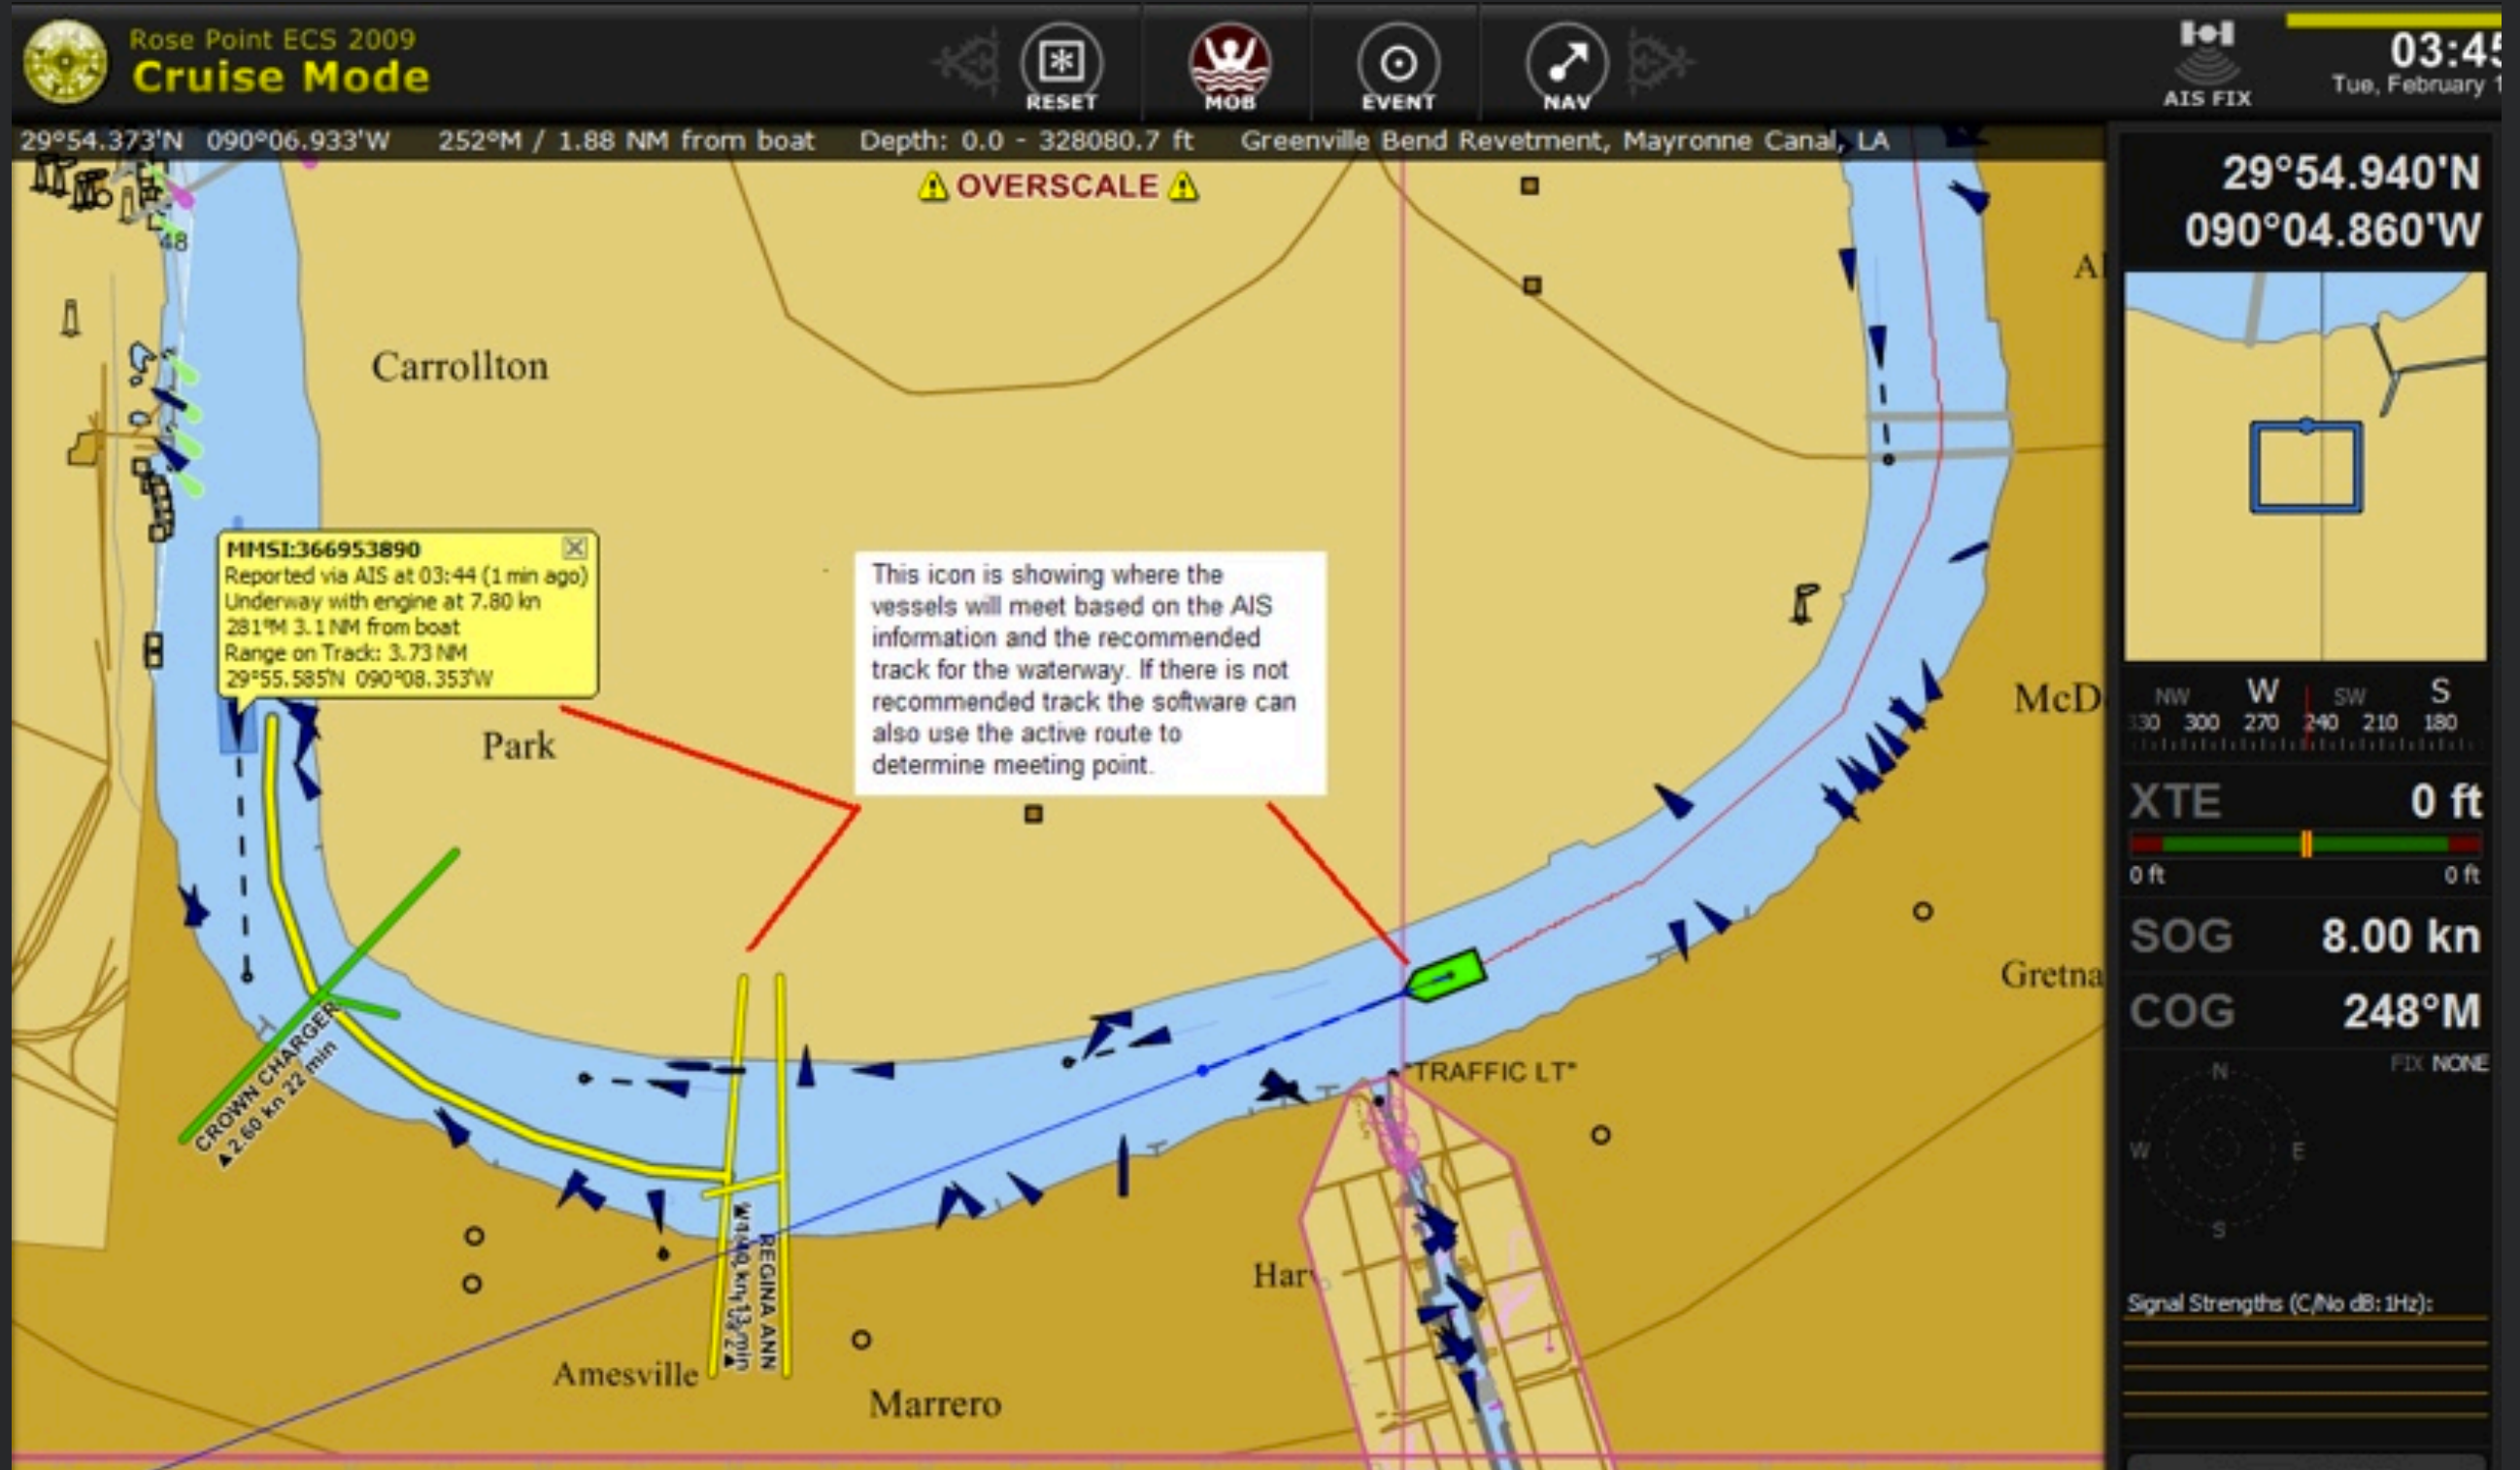 Rose Point ECS 2009
Cruise Mode
RESET
MOB
EVENT
NAV
AIS FIX
03:45
Tue, February 1
29°54.373'N 090°06.933'W 252°M / 1.88 NM from boat Depth: 0.0 - 328080.7 ft Greenville Bend Revetment, Mayronne Canal, LA
OVERSCALE
29°54.940'N
090°04.860'W
48
Al
Carrollton
MMSI:366953890
Reported via AIS at 03:44 (1 min ago)
Underway with engine at 7.80 kn
281°M 3.1 NM from boat
Range on Track: 3.73 NM
29°55.585'N 090°08.353'W
This icon is showing where the
vessels will meet based on the AIS
information and the recommended
track for the waterway. If there is not
recommended track the software can
also use the active route to
determine meeting point.
Park
McD
NW W SW S
330 300 270 240 210 180
XTE 0 ft
0 ft 0 ft
SOG 8.00 kn
COG 248°M
Gretna
CROWN CHARGER
▲2.60 kn 22 min
"TRAFFIC LT"
FIX NONE
N
W E
S
REGINA ANN
kn, 13 min
Har
Amesville
Marrero
Signal Strengths (C/No dB:1Hz):